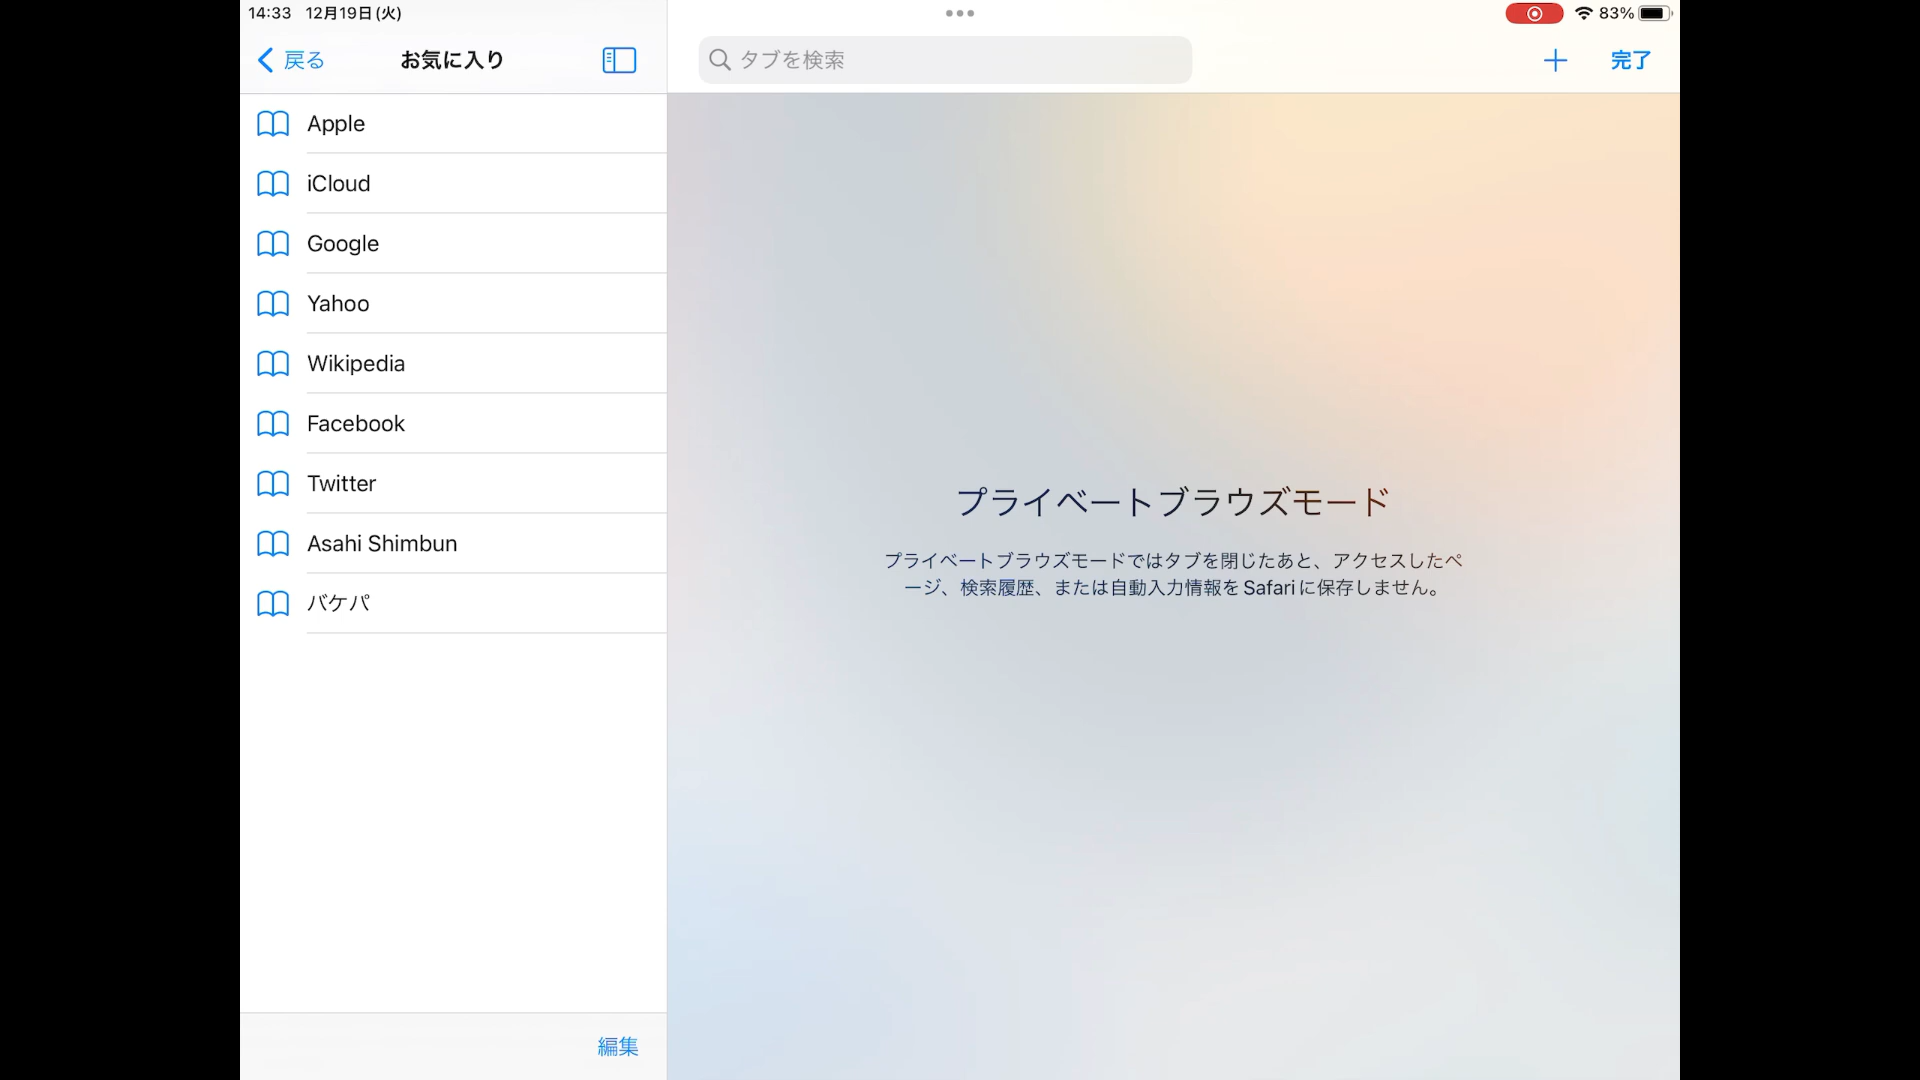 14:33 12月19日(火)
83%
戻る
お気に入り
タブを検索
完了
Apple
iCloud
Google
Yahoo
Wikipedia
Facebook
Twitter
Asahi Shimbun
バケパ
編集
プライベートブラウズモード
プライベートブラウズモードではタブを閉じたあと、アクセスしたペ
ージ、検索履歴、または自動入力情報をSafariに保存しません。